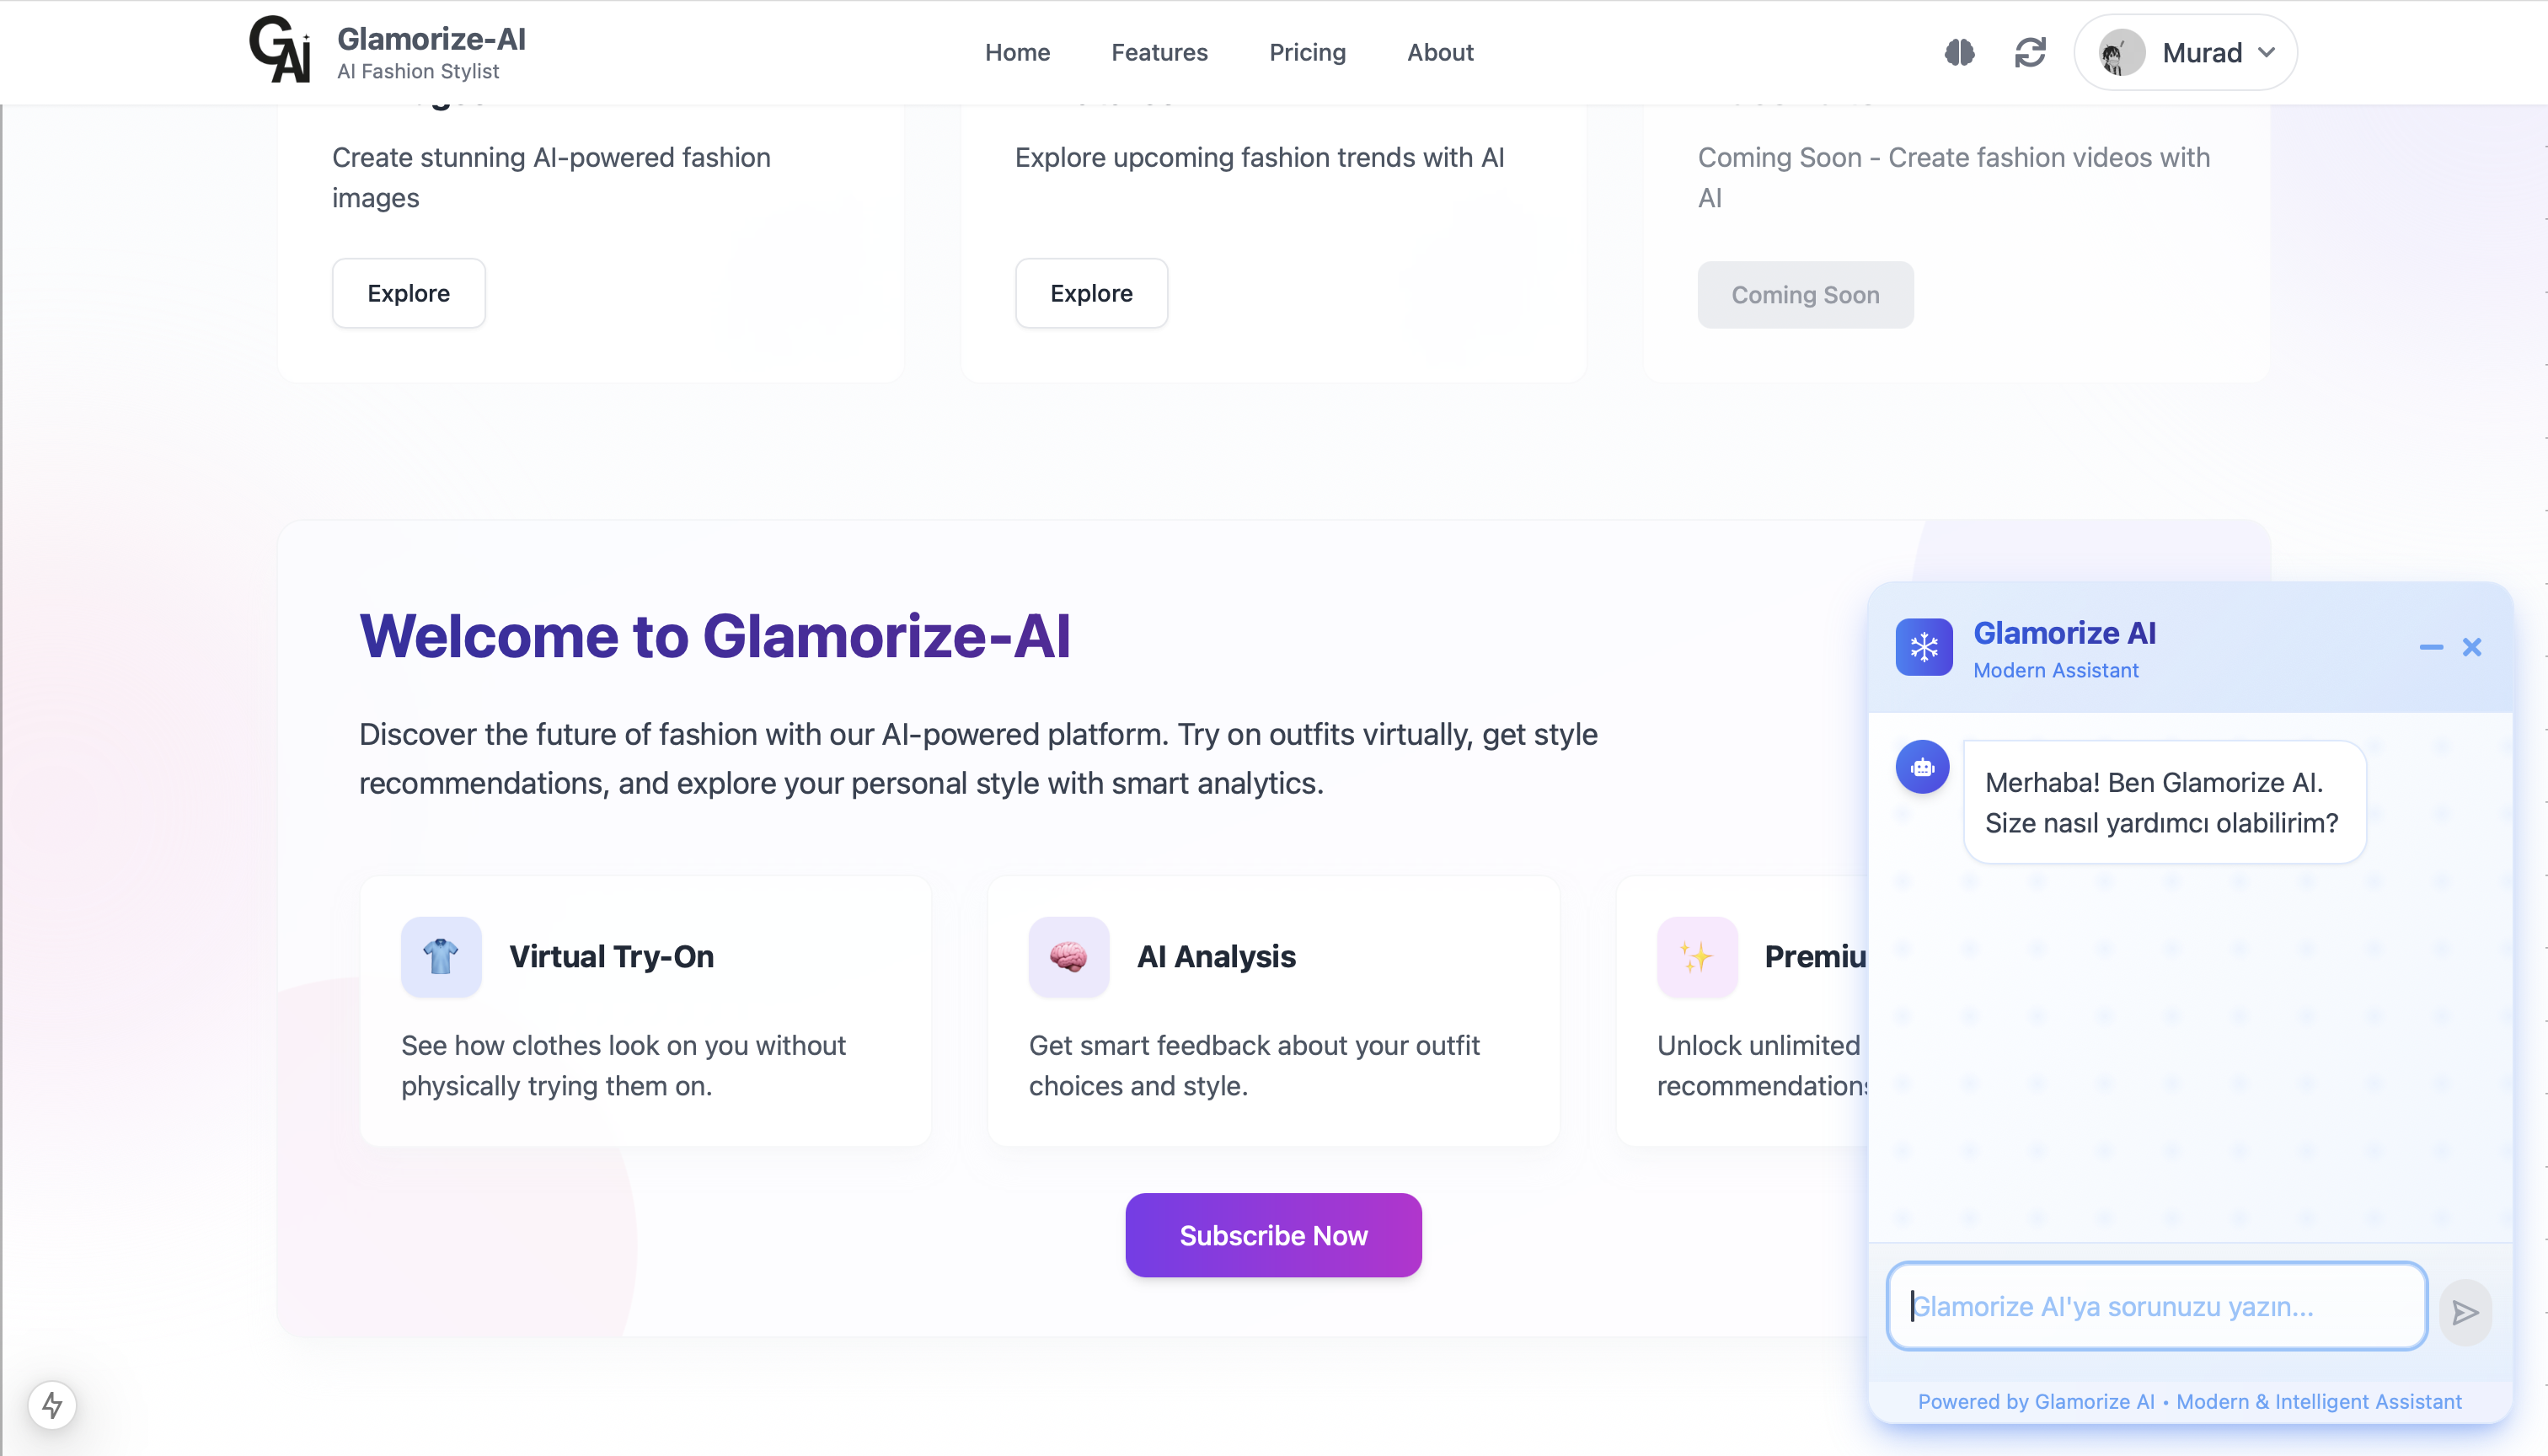 GAI
Glamorize-AI
AI Fashion Stylist
Home
Features
Pricing
About
Murad
Create stunning AI-powered fashion
images
Explore
Explore upcoming fashion trends with AI
Explore
Coming Soon - Create fashion videos with
AI
Coming Soon
Welcome to Glamorize-AI
Discover the future of fashion with our AI-powered platform. Try on outfits virtually, get style
recommendations, and explore your personal style with smart analytics.
Virtual Try-On
See how clothes look on you without
physically trying them on.
AI Analysis
Get smart feedback about your outfit
choices and style.
Premiu
Unlock unlimited
recommendations
Subscribe Now
Glamorize AI
Modern Assistant
Merhaba! Ben Glamorize AI.
Size nasıl yardımcı olabilirim?
Glamorize AI'ya sorunuzu yazın...
Powered by Glamorize AI • Modern & Intelligent Assistant